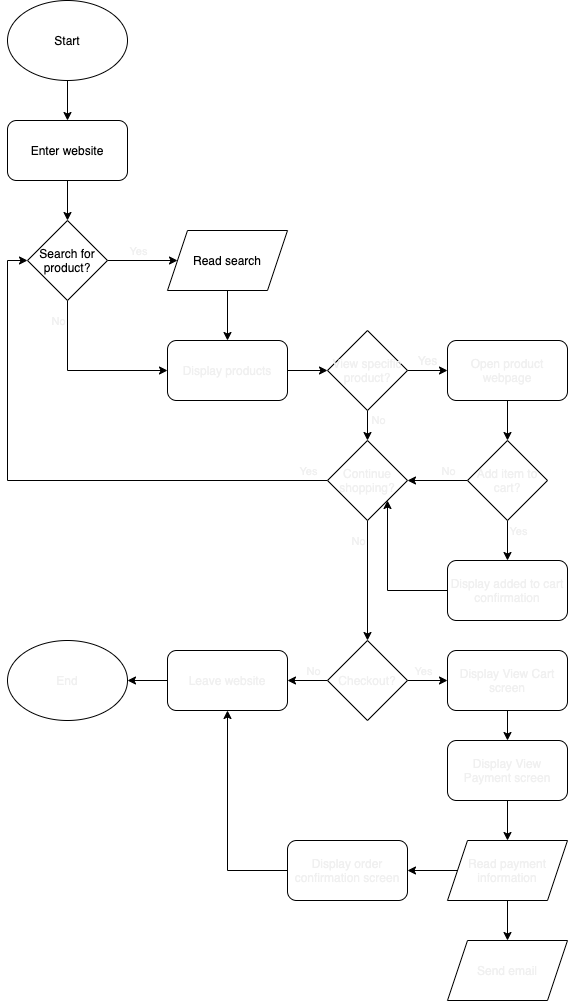 Start
Enter website
Search for
product?
Yes
Read search
No
Display products
View specific
product?
Yes
Open product
webpage
No
Yes
Continue
shopping?
No
Add item to
cart?
No
Yes
Display added to cart
confirmation
End
Leave website
No
Checkout?
Yes
Display View Cart
screen
Display View
Payment screen
Display order
confirmation screen
Read payment
information
Send email